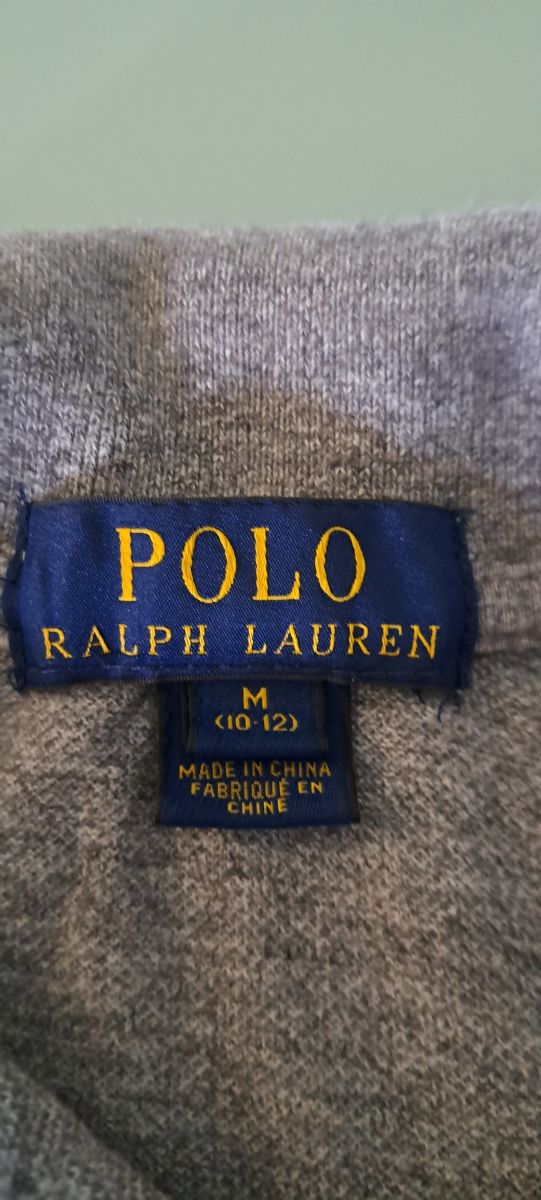 POLO
RALPH LAUREN
M
(10-12)
MADE IN CHINA
FABRIQUÉ EN
CHINE